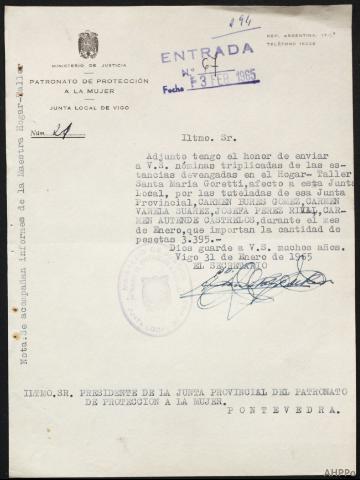 294
REP. ARGENTINA,
TELÉFONO 16028
MINISTERIO DE JUSTICIA
PATRONATO DE PROTECCIÓN
A LA MUJER
JUNTA LOCAL DE VIGO
Núm. 21
ENTRADA
N.º 67
Fecha 3 FEB 1965
Nota.Se acompañan informes de la Maestra Hogar-Taller
Iltmo. Sr.
Adjunto tengo el honor de enviar
a V.S. nóminas triplicadas de las es-
tancias devengadas en el Hogar- Taller
Santa María Goretti,afecto a esta Junta
Local, por las tuteladas de esa Junta
Provincial, CARMEN BURES GOMEZ, CARMEN
VARELA SUAREZ, JOSEFA PEREZ RIVAL, CAR-
MEN AUTENDE CASTRELOS,durante el mes
de Enero,que importan la cantidad de
pesetas 3.395.-
Dios guarde a V.S. muchos años.
Vigo 31 de Enero de 1965
EL SECRETARIO
ILTMO.SR. PRESIDENTE DE LA JUNTA PROVINCIAL DEL PATRONATO
DE PROTECCION A LA MUJER.
PONTEVEDRA.
AHPPo